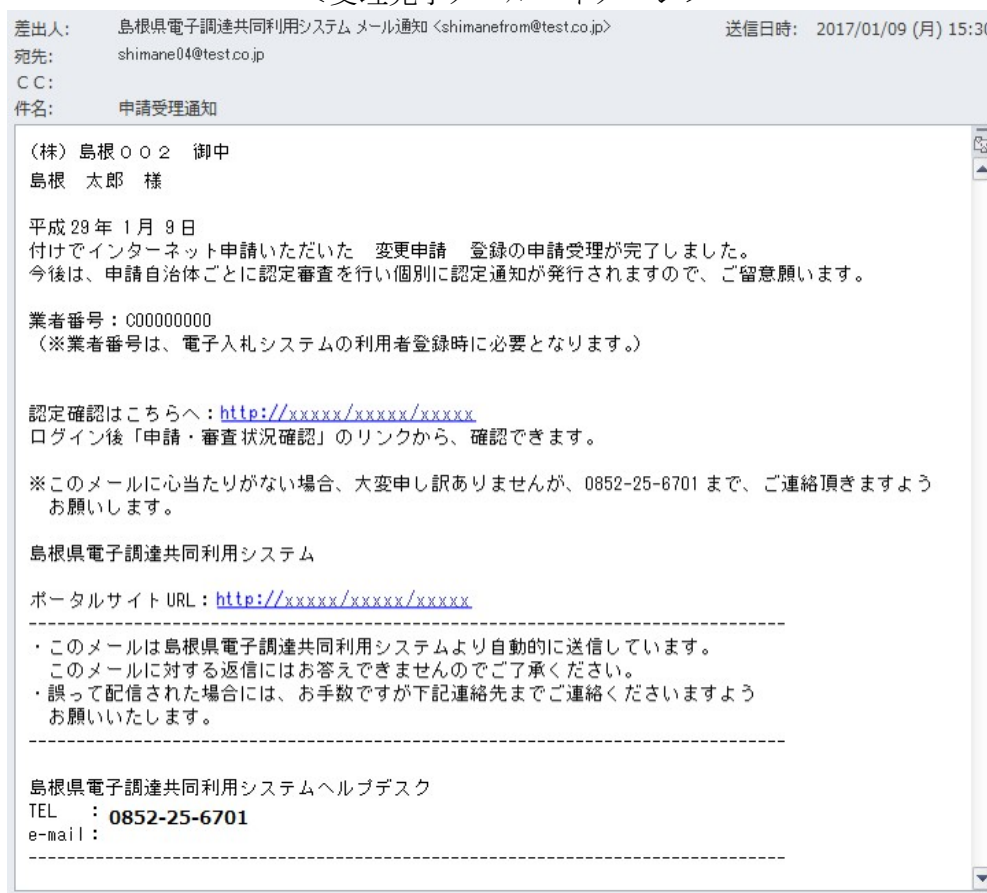 ＜受理完了メール イメージ＞
差出人: 島根県電子調達共同利用システム メール通知 <shimanefrom@test.co.jp> 送信日時: 2017/01/09 (月) 15:30
宛先: shimane04@test.co.jp
ＣＣ:
件名: 申請受理通知
（株）島根００２　御中
島根　太郎　様
平成29年 1月 9日
付けでインターネット申請いただいた　変更申請　登録の申請受理が完了しました。
今後は、申請自治体ごとに認定審査を行い個別に認定通知が発行されますので、ご留意願います。
業者番号：C00000000
（※業者番号は、電子入札システムの利用者登録時に必要となります。）
認定確認はこちらへ：http://xxxxx/xxxxx/xxxxx
ログイン後「申請・審査状況確認」のリンクから、確認できます。
※このメールに心当たりがない場合、大変申し訳ありませんが、0852-25-6701 まで、ご連絡頂きますよう
お願いします。
島根県電子調達共同利用システム
ポータルサイトURL：http://xxxxx/xxxxx/xxxxx
--------------------------------------------------------------------------------
・このメールは島根県電子調達共同利用システムより自動的に送信しています。
このメールに対する返信にはお答えできませんのでご了承ください。
・誤って配信された場合には、お手数ですが下記連絡先までご連絡くださいますよう
お願いいたします。
--------------------------------------------------------------------------------
島根県電子調達共同利用システムヘルプデスク
TEL　：0852-25-6701
e-mail：
--------------------------------------------------------------------------------